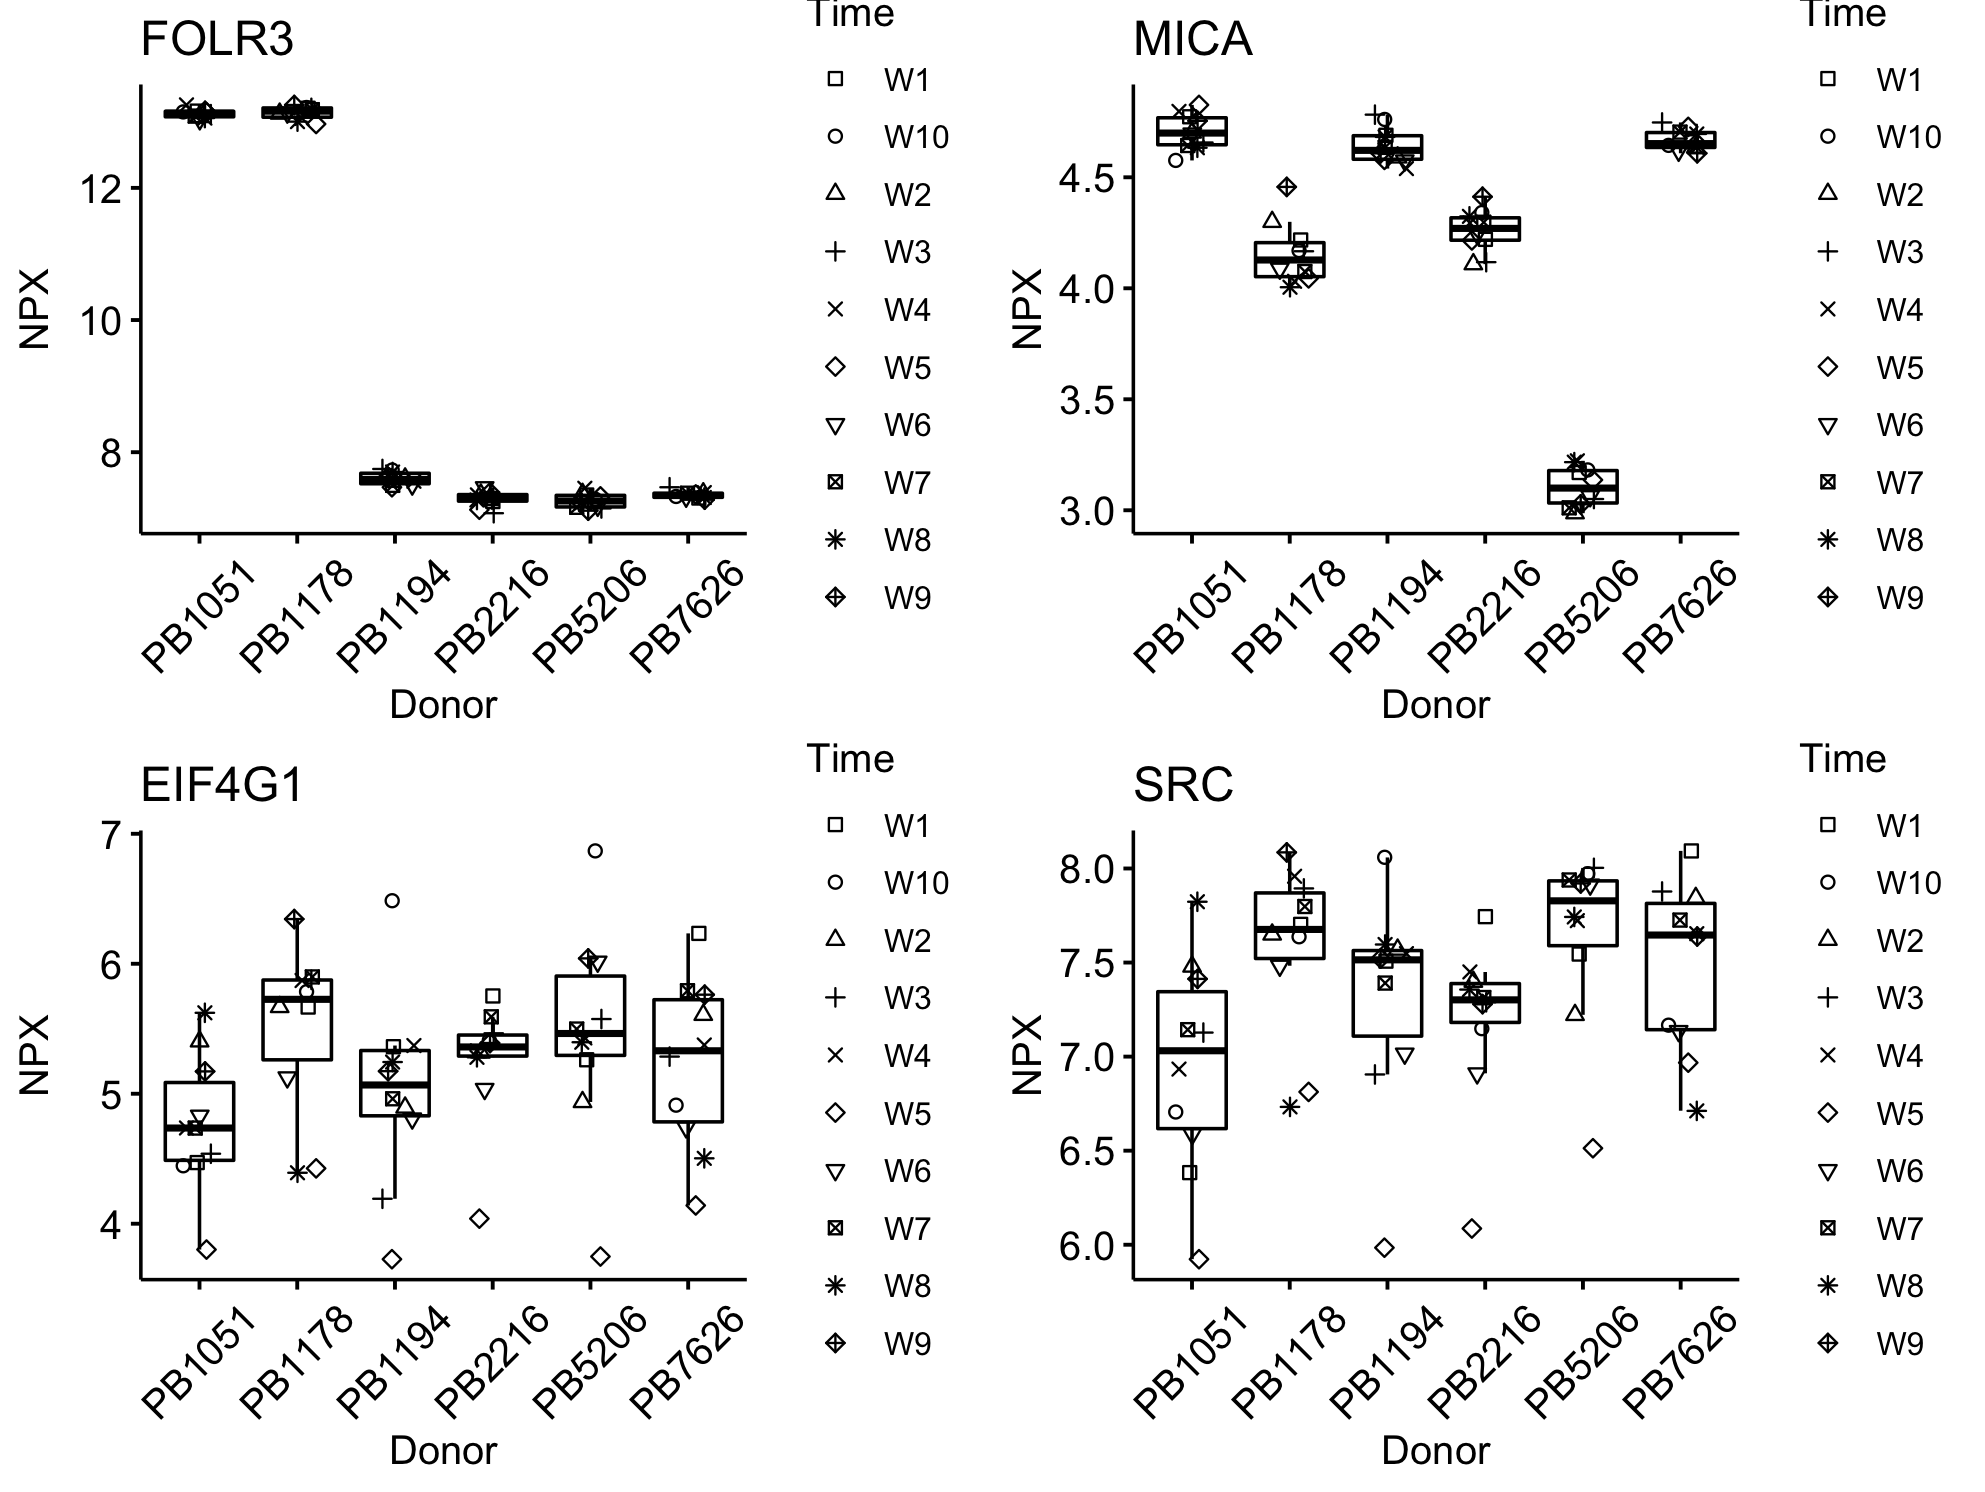 FOLR3
NPX
12
10
8
PB1051
PB1178
PB1194
PB2216
PB5206
PB7626
Donor
Time
W1
W10
W2
W3
W4
W5
W6
W7
W8
W9
MICA
NPX
4.5
4.0
3.5
3.0
PB1051
PB1178
PB1194
PB2216
PB5206
PB7626
Donor
Time
W1
W10
W2
W3
W4
W5
W6
W7
W8
W9
EIF4G1
NPX
7
6
5
4
PB1051
PB1178
PB1194
PB2216
PB5206
PB7626
Donor
Time
W1
W10
W2
W3
W4
W5
W6
W7
W8
W9
SRC
NPX
8.0
7.5
7.0
6.5
6.0
PB1051
PB1178
PB1194
PB2216
PB5206
PB7626
Donor
Time
W1
W10
W2
W3
W4
W5
W6
W7
W8
W9